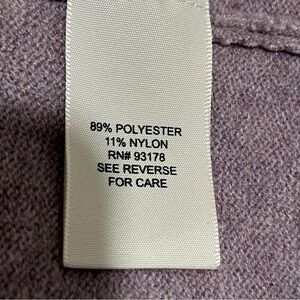 89% POLYESTER
11% NYLON
RN# 93178
SEE REVERSE
FOR CARE